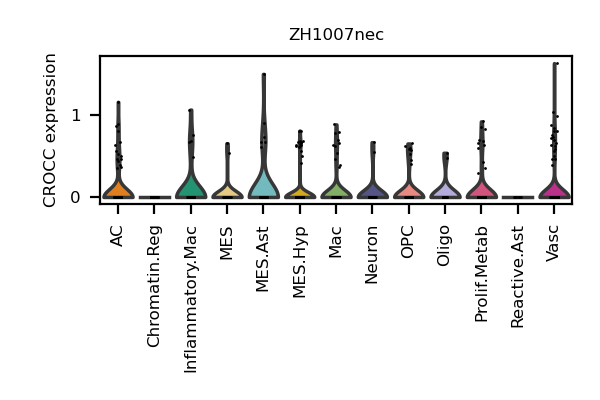 ZH1007nec
CROCC expression
1
0
AC
Chromatin.Reg
Inflammatory.Mac
MES
MES.Ast
MES.Hyp
Mac
Neuron
OPC
Oligo
Prolif.Metab
Reactive.Ast
Vasc